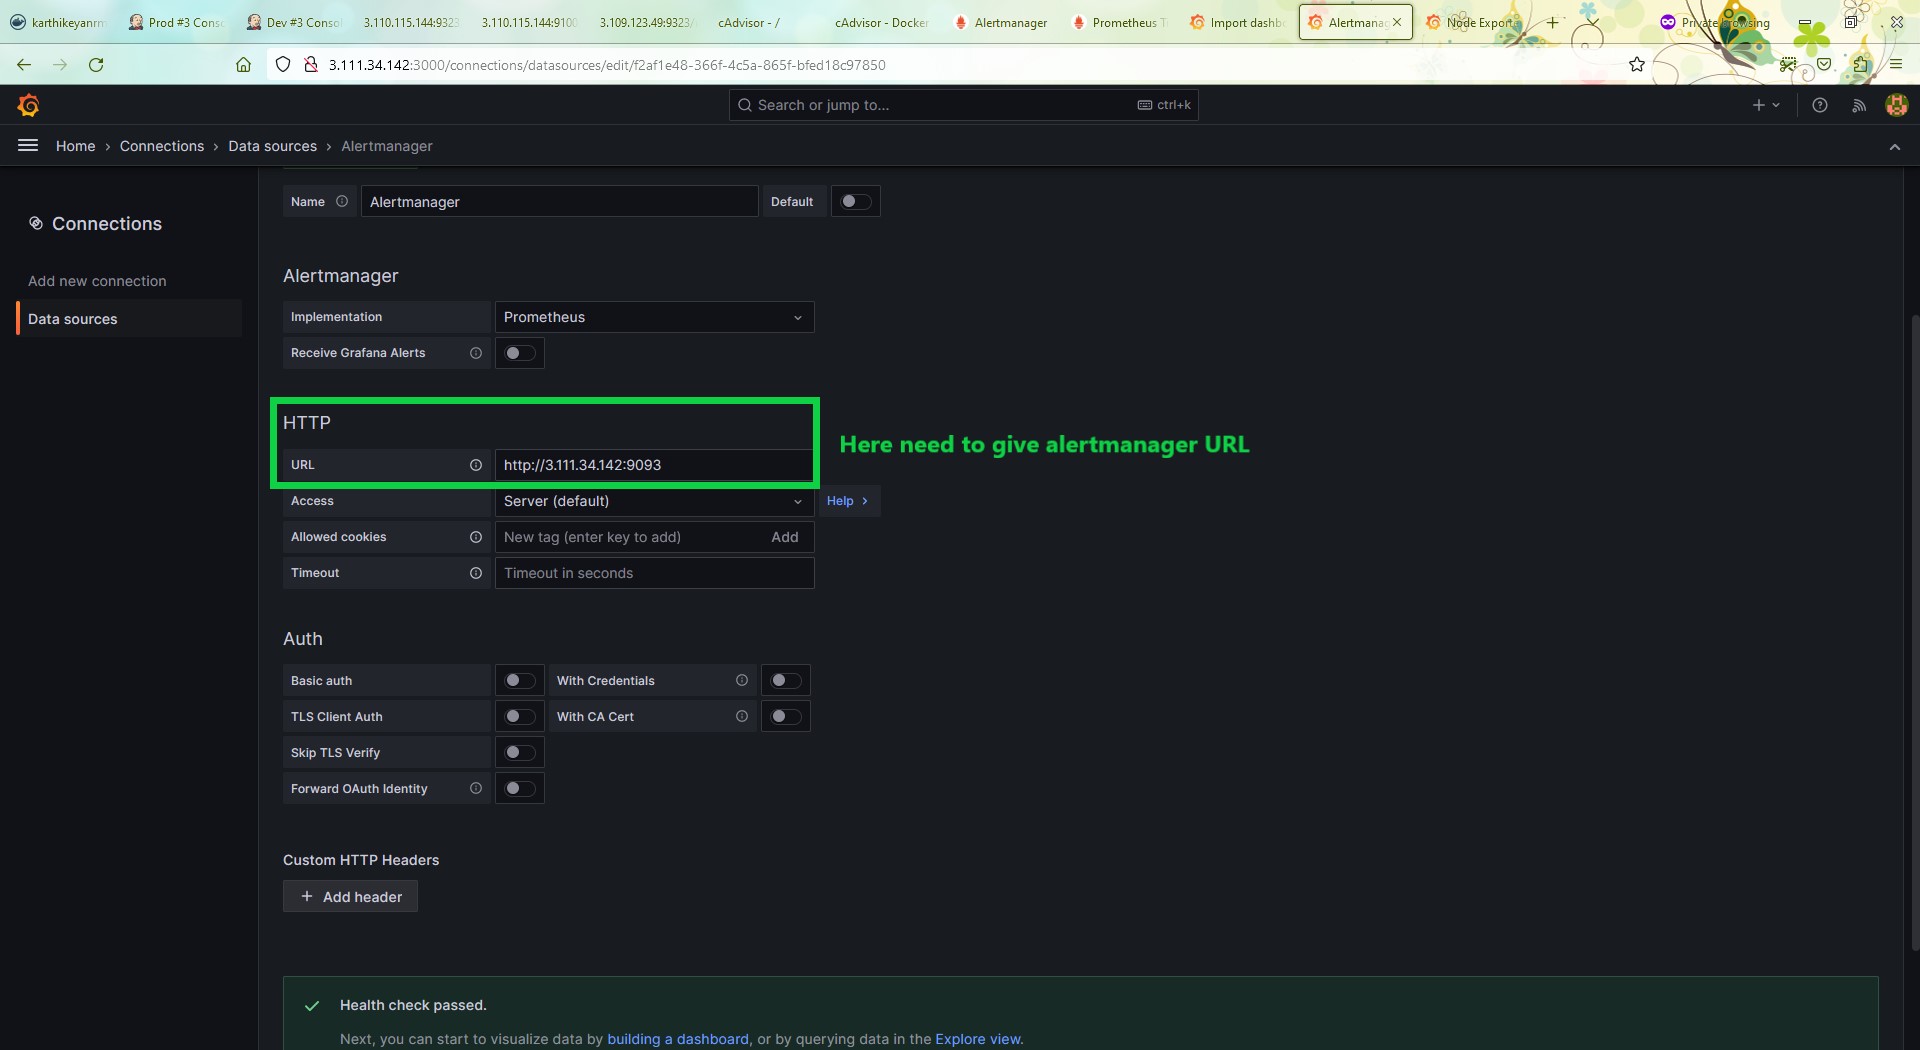 karthikeyanrm
Prod #3 Conso
Dev #3 Consol
3.110.115.144:9323
3.110.115.144:9100
3.109.123.49:9323/
cAdvisor - /
cAdvisor - Docker
Alertmanager
Prometheus Ti
Import dashb
Alertmanag
Node Export
Private browsing
3.111.34.142:3000/connections/datasources/edit/f2af1e48-366f-4c5a-865f-bfed18c97850
Search or jump to...
ctrl+k
Home › Connections › Data sources › Alertmanager
Connections
Add new connection
Data sources
Name
Alertmanager
Default
Alertmanager
Implementation
Prometheus
Receive Grafana Alerts
HTTP
Here need to give alertmanager URL
URL
http://3.111.34.142:9093
Access
Server (default)
Help ›
Allowed cookies
New tag (enter key to add)
Add
Timeout
Timeout in seconds
Auth
Basic auth
With Credentials
TLS Client Auth
With CA Cert
Skip TLS Verify
Forward OAuth Identity
Custom HTTP Headers
+ Add header
Health check passed.
Next, you can start to visualize data by building a dashboard, or by querying data in the Explore view.